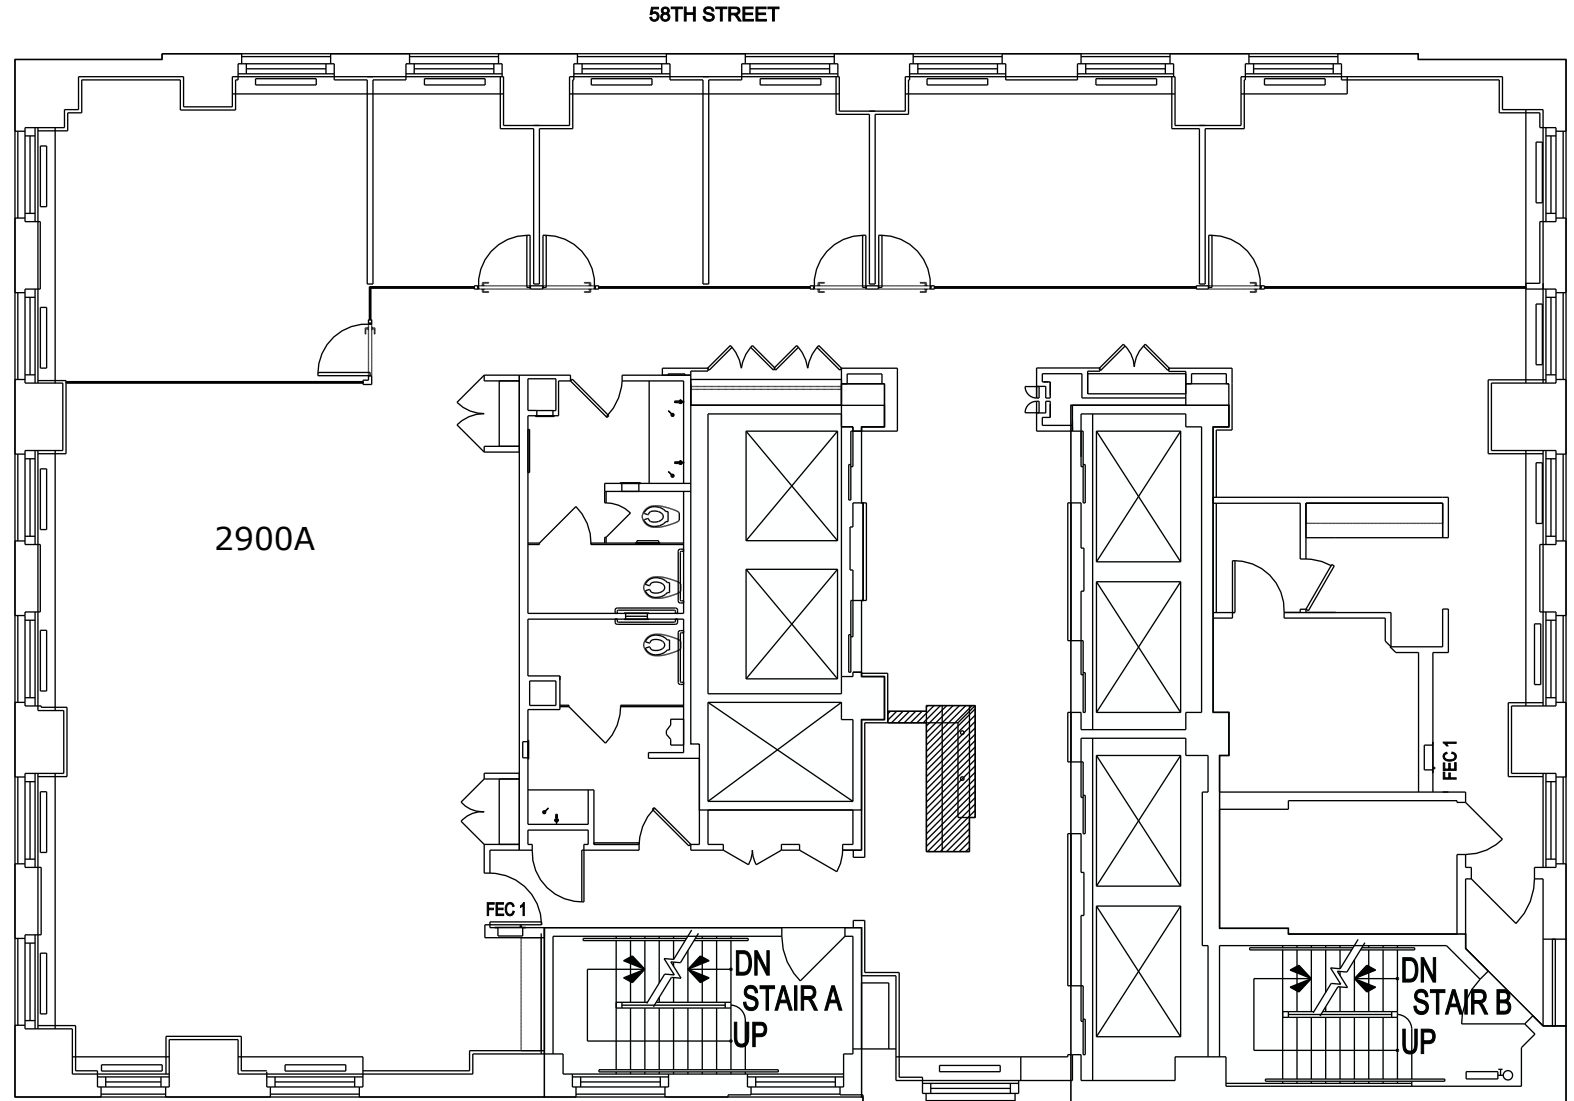 58TH STREET
2900A
FEC 1
FEC 1
DN
STAIR A
UP
DN
STAIR B
UP